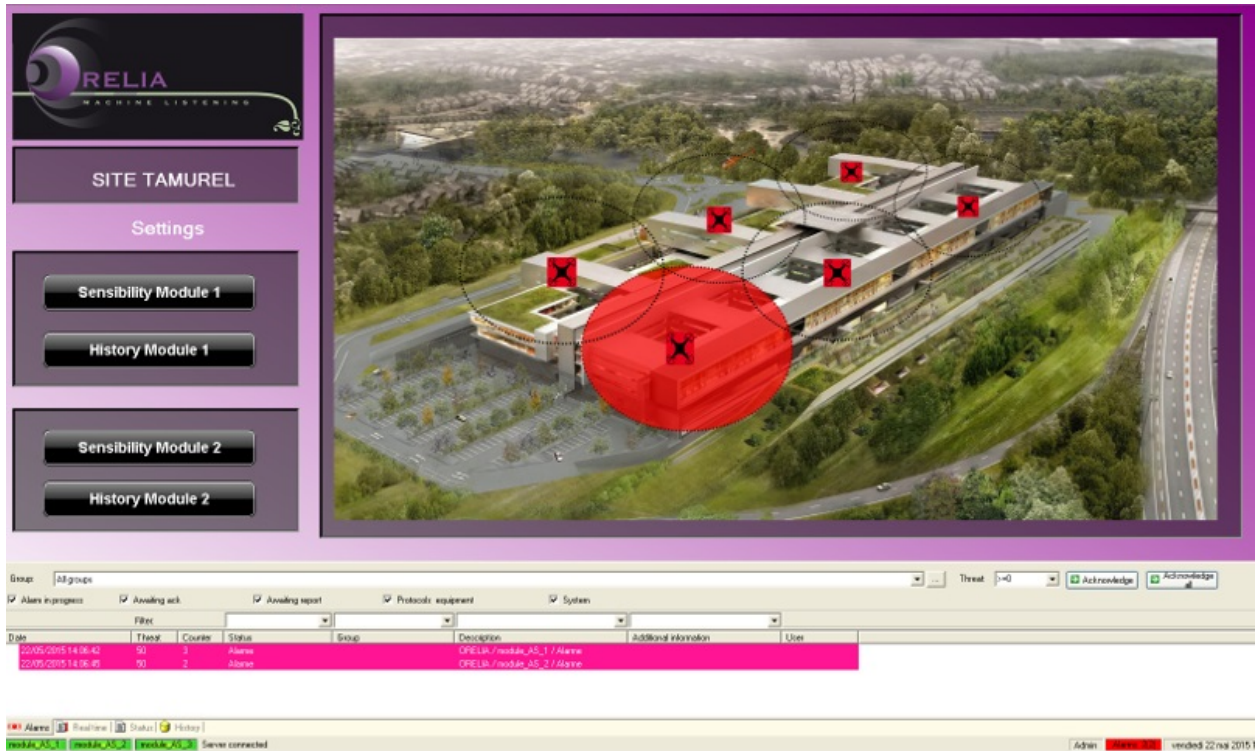 ORELIA
MACHINE LISTENING
SITE TAMUREL
Settings
Sensibility Module 1
History Module 1
Sensibility Module 2
History Module 2
Group: All groups ... Threat >=0 Acknowledge Acknowledge all
Alarm in progress Awaiting ack. Awaiting report Protocols equipment System
Filter:
Date Threat Counter Status Group Description Additional information User
22/05/2015 14:06:42 50 3 Alarme ORELIA / module_AS_1 / Alarme
22/05/2015 14:06:45 50 2 Alarme ORELIA / module_AS_2 / Alarme
Alarms Realtime Status History
module_AS_1 module_AS_2 module_AS_3 Server connected Admin vendredi 22 mai 2015 1